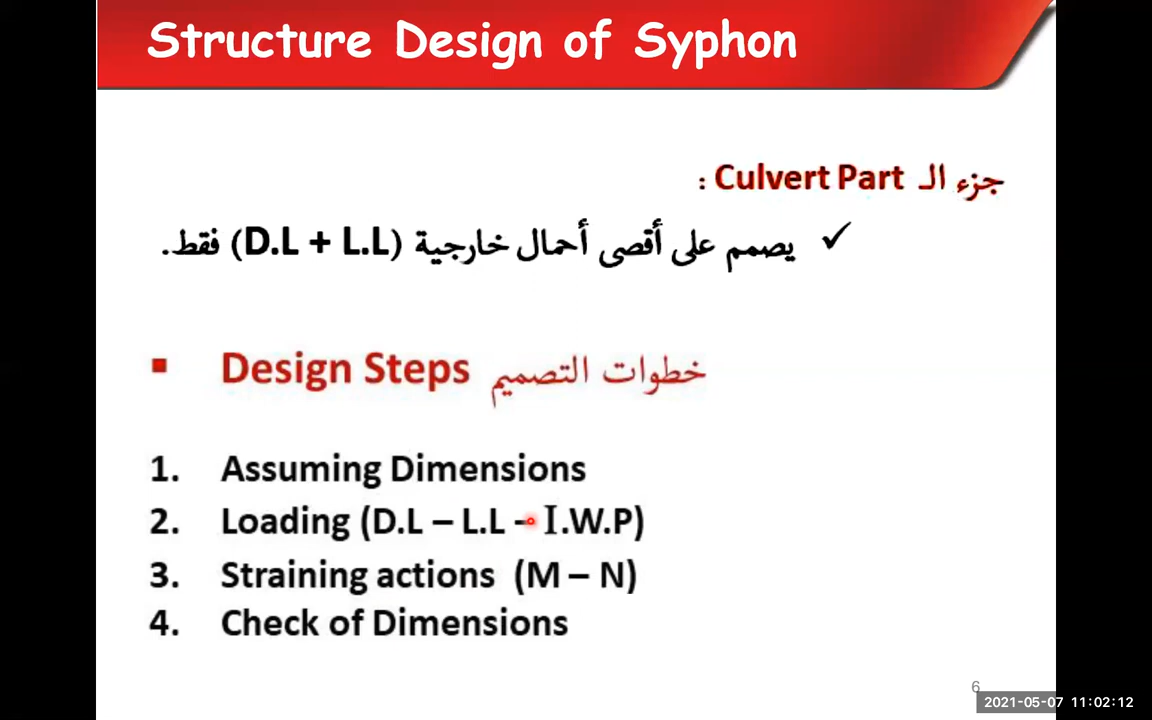 Structure Design of Syphon
جزء الـ Culvert Part :
✓ يصمم على أقصى أحمال خارجية (D.L + L.L) فقط.
▪ Design Steps خطوات التصميم
1. Assuming Dimensions
2. Loading (D.L – L.L - I.W.P)
3. Straining actions (M – N)
4. Check of Dimensions
6
2021-05-07 11:02:12